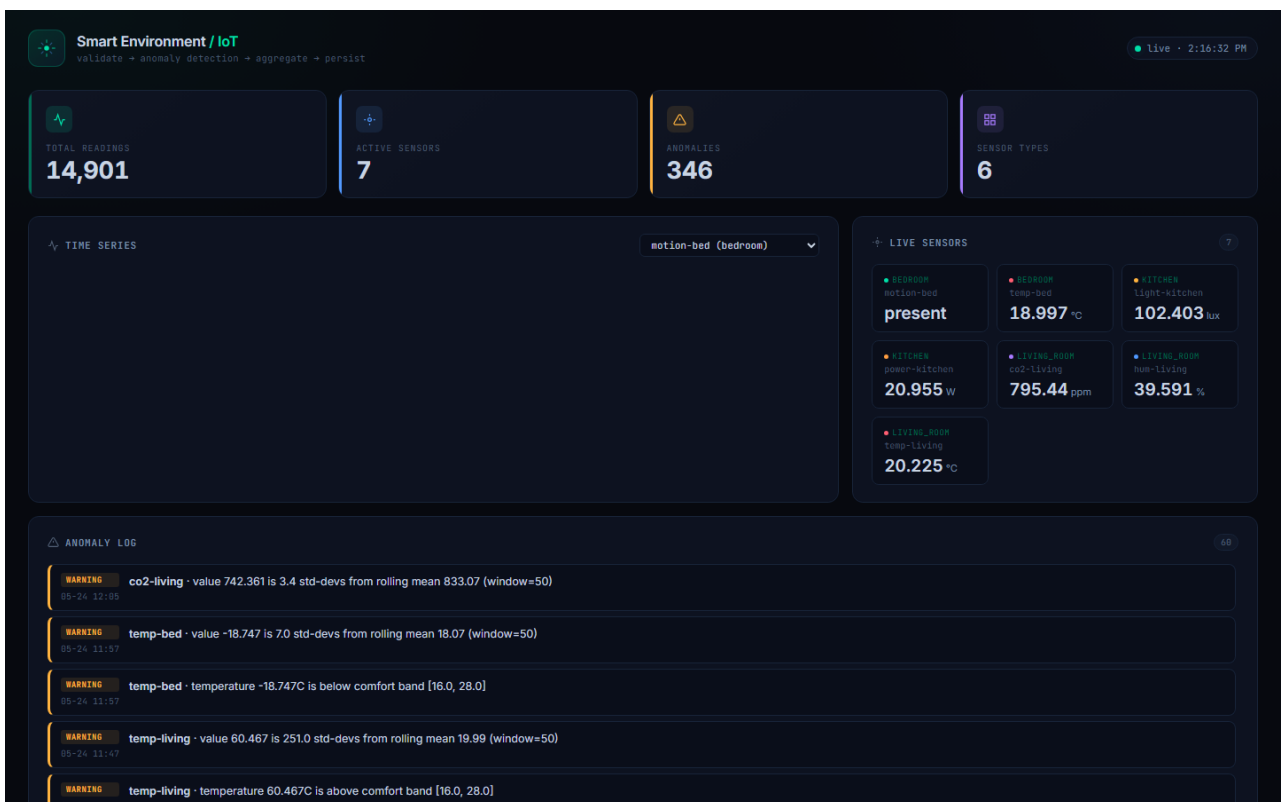 Smart Environment / IoT
validate → anomaly detection → aggregate → persist
live · 2:16:32 PM
TOTAL READINGS
14,901
ACTIVE SENSORS
7
ANOMALIES
346
SENSOR TYPES
6
TIME SERIES
motion-bed (bedroom)
LIVE SENSORS
7
BEDROOM
motion-bed
present
BEDROOM
temp-bed
18.997 °C
KITCHEN
light-kitchen
102.403 lux
KITCHEN
power-kitchen
20.955 W
LIVING_ROOM
co2-living
795.44 ppm
LIVING_ROOM
hum-living
39.591 %
LIVING_ROOM
temp-living
20.225 °C
ANOMALY LOG
60
WARNING co2-living · value 742.361 is 3.4 std-devs from rolling mean 833.07 (window=50)
05-24 12:05
WARNING temp-bed · value -18.747 is 7.0 std-devs from rolling mean 18.07 (window=50)
05-24 11:57
WARNING temp-bed · temperature -18.747C is below comfort band [16.0, 28.0]
05-24 11:57
WARNING temp-living · value 60.467 is 251.0 std-devs from rolling mean 19.99 (window=50)
05-24 11:47
WARNING temp-living · temperature 60.467C is above comfort band [16.0, 28.0]